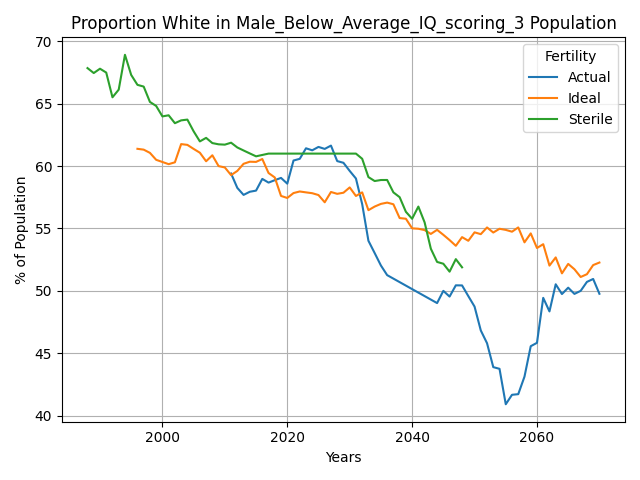 Proportion White in Male_Below_Average_IQ_scoring_3 Population
Fertility
Actual
Ideal
Sterile
% of Population
70
65
60
55
50
45
40
2000
2020
2040
2060
Years